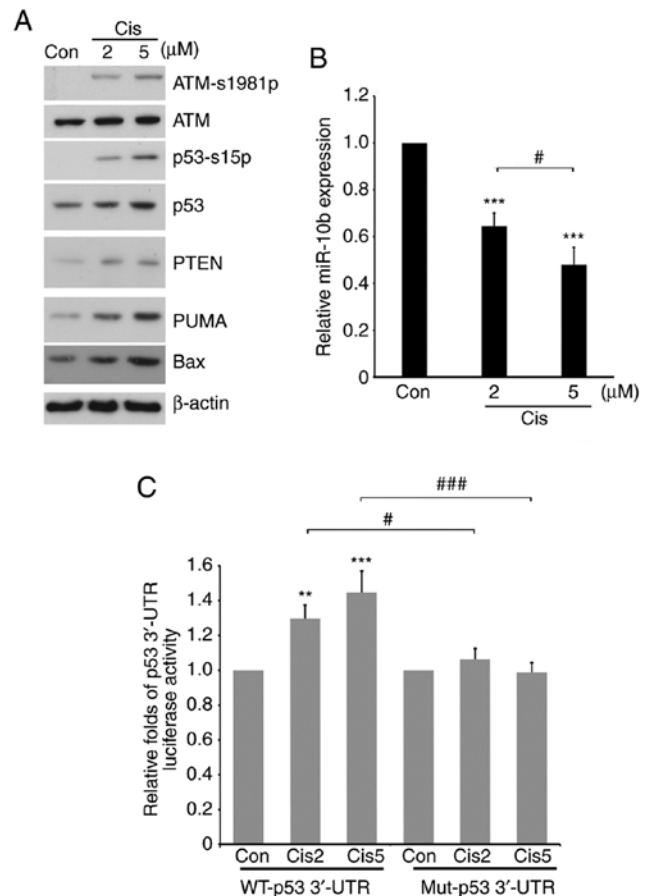 A
Cis
Con 2 5 (μM)
ATM-s1981p
ATM
p53-s15p
p53
PTEN
PUMA
Bax
β-actin
B
Relative miR-10b expression
1.2
1.0
0.8
0.6
0.4
0.2
0
#
***
***
Con 2 5 (μM)
Cis
C
###
#
Relative folds of p53 3′-UTR
luciferase activity
1.6
1.4
1.2
1.0
0.8
0.6
0.4
0.2
0
**
***
Con Cis2 Cis5 Con Cis2 Cis5
WT-p53 3′-UTR Mut-p53 3′-UTR